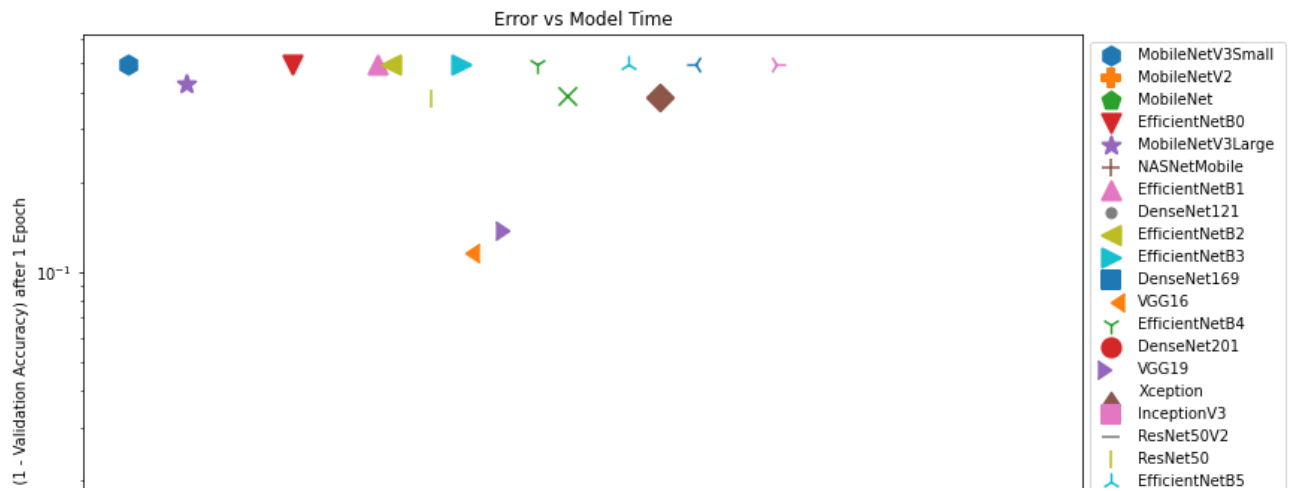 Error vs Model Time
(1 - Validation Accuracy) after 1 Epoch
10⁻¹
MobileNetV3Small
MobileNetV2
MobileNet
EfficientNetB0
MobileNetV3Large
NASNetMobile
EfficientNetB1
DenseNet121
EfficientNetB2
EfficientNetB3
DenseNet169
VGG16
EfficientNetB4
DenseNet201
VGG19
Xception
InceptionV3
ResNet50V2
ResNet50
EfficientNetB5